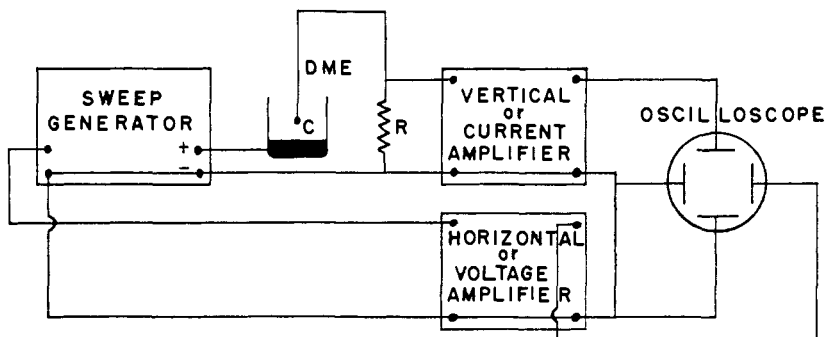 DME
SWEEP
GENERATOR
+
−
C
R
VERTICAL
or
CURRENT
AMPLIFIER
OSCILLOSCOPE
HORIZONTAL
or
VOLTAGE
AMPLIFIER